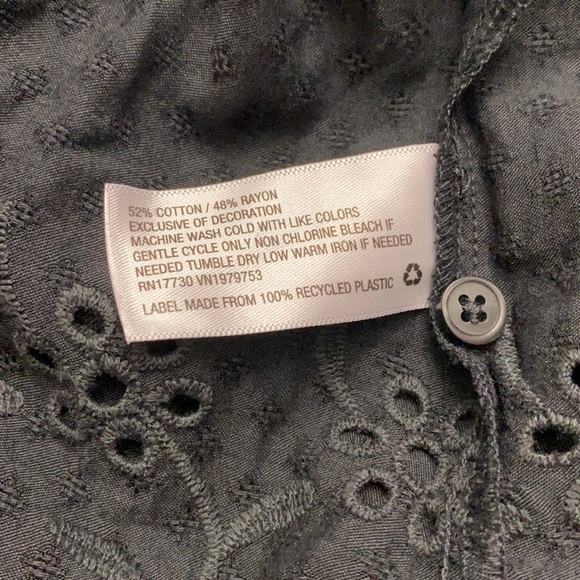 52% COTTON / 48% RAYON
EXCLUSIVE OF DECORATION
MACHINE WASH COLD WITH LIKE COLORS
GENTLE CYCLE ONLY NON CHLORINE BLEACH IF
NEEDED TUMBLE DRY LOW WARM IRON IF NEEDED
RN17730 VN1979753
LABEL MADE FROM 100% RECYCLED PLASTIC